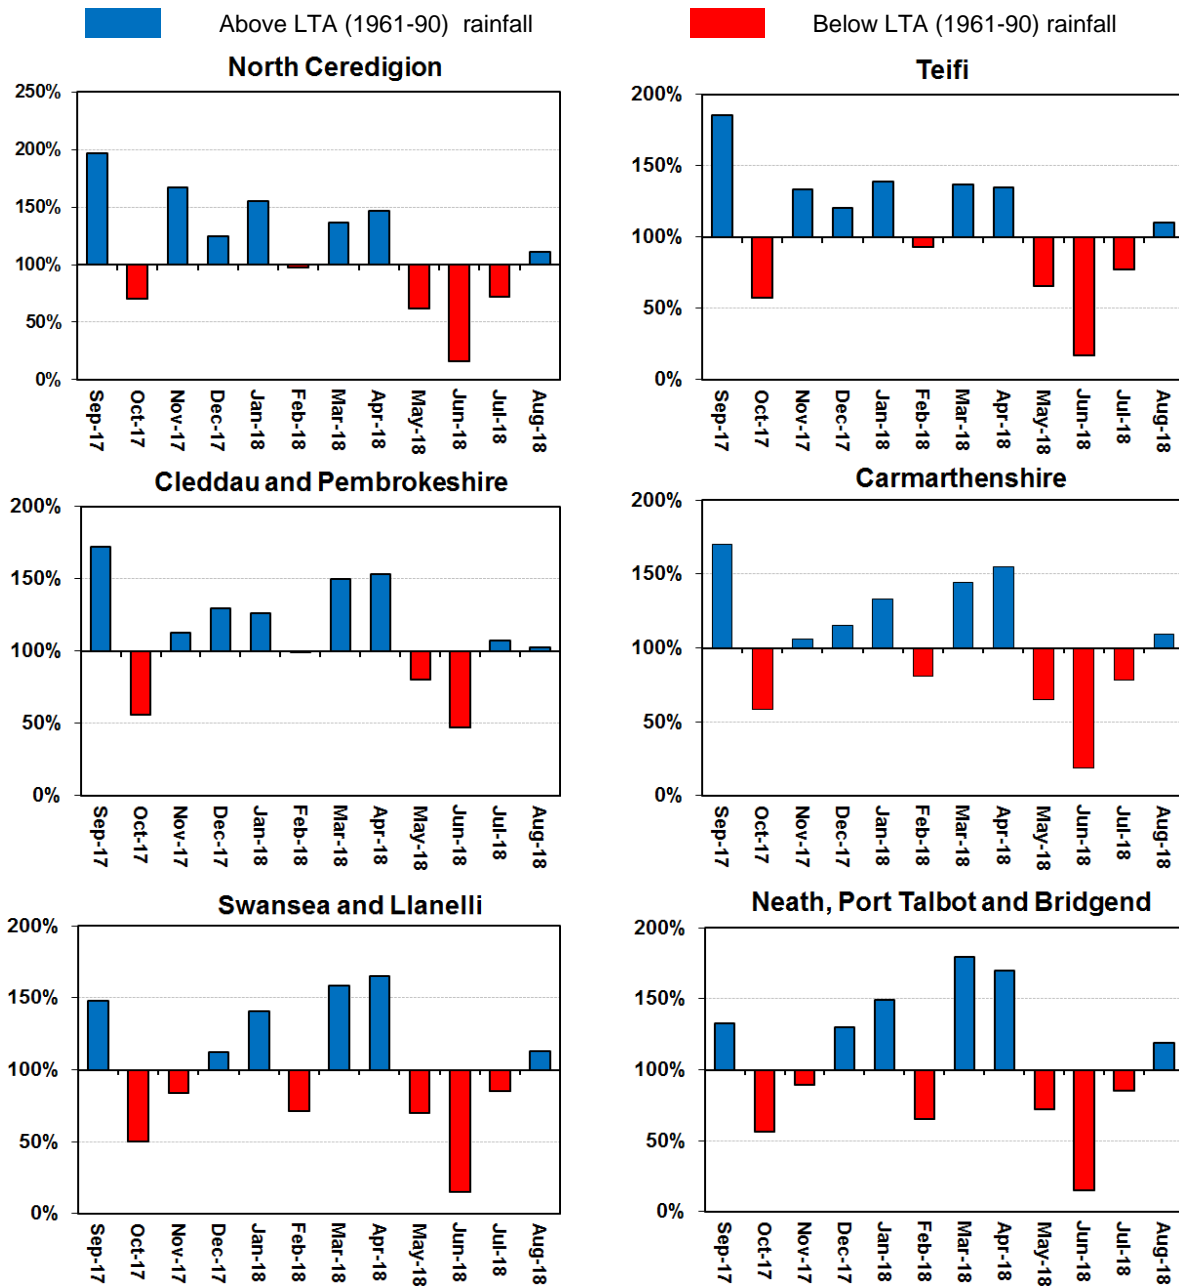 Above LTA (1961-90) rainfall
Below LTA (1961-90) rainfall
North Ceredigion
250%
200%
150%
100%
50%
0%
Sep-17
Oct-17
Nov-17
Dec-17
Jan-18
Feb-18
Mar-18
Apr-18
May-18
Jun-18
Jul-18
Aug-18
Teifi
200%
150%
100%
50%
0%
Sep-17
Oct-17
Nov-17
Dec-17
Jan-18
Feb-18
Mar-18
Apr-18
May-18
Jun-18
Jul-18
Aug-18
Cleddau and Pembrokeshire
200%
150%
100%
50%
0%
Sep-17
Oct-17
Nov-17
Dec-17
Jan-18
Feb-18
Mar-18
Apr-18
May-18
Jun-18
Jul-18
Aug-18
Carmarthenshire
200%
150%
100%
50%
0%
Sep-17
Oct-17
Nov-17
Dec-17
Jan-18
Feb-18
Mar-18
Apr-18
May-18
Jun-18
Jul-18
Aug-18
Swansea and Llanelli
200%
150%
100%
50%
0%
Sep-17
Oct-17
Nov-17
Dec-17
Jan-18
Feb-18
Mar-18
Apr-18
May-18
Jun-18
Jul-18
Aug-18
Neath, Port Talbot and Bridgend
200%
150%
100%
50%
0%
Sep-17
Oct-17
Nov-17
Dec-17
Jan-18
Feb-18
Mar-18
Apr-18
May-18
Jun-18
Jul-18
Aug-18